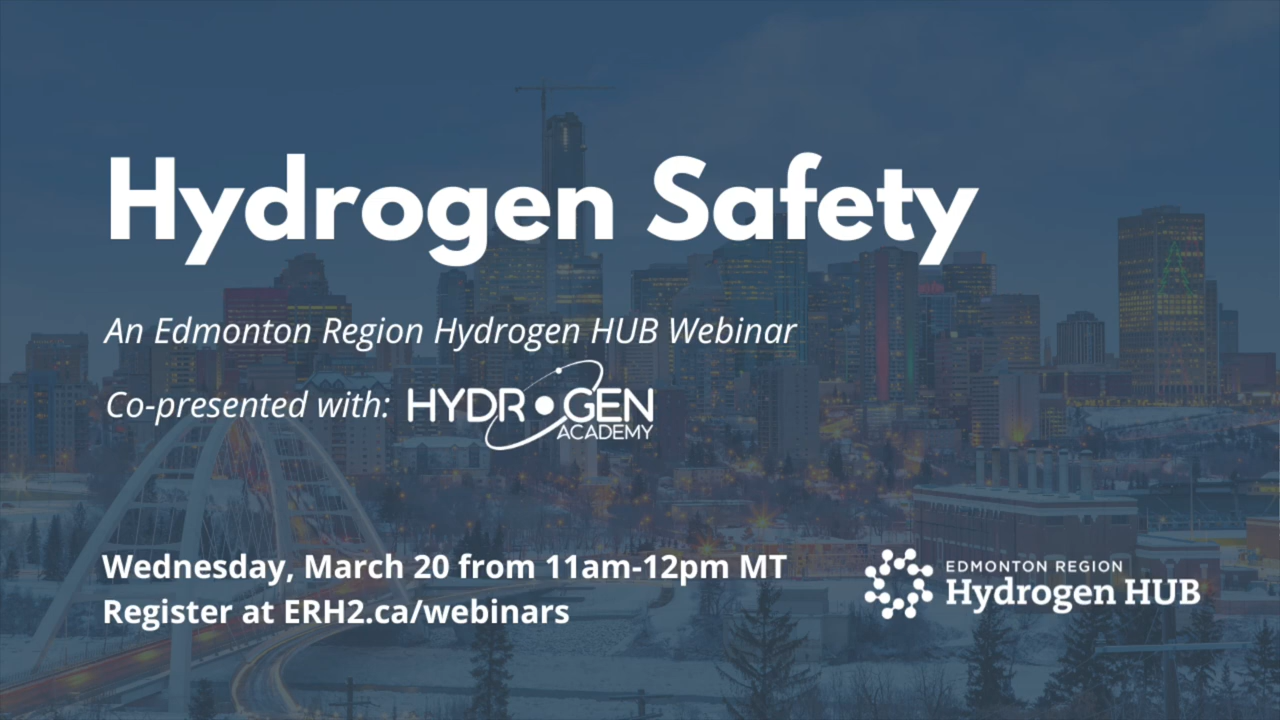 Hydrogen Safety
An Edmonton Region Hydrogen HUB Webinar
Co-presented with: HYDROGEN
ACADEMY
Wednesday, March 20 from 11am-12pm MT
Register at ERH2.ca/webinars
EDMONTON REGION
Hydrogen HUB